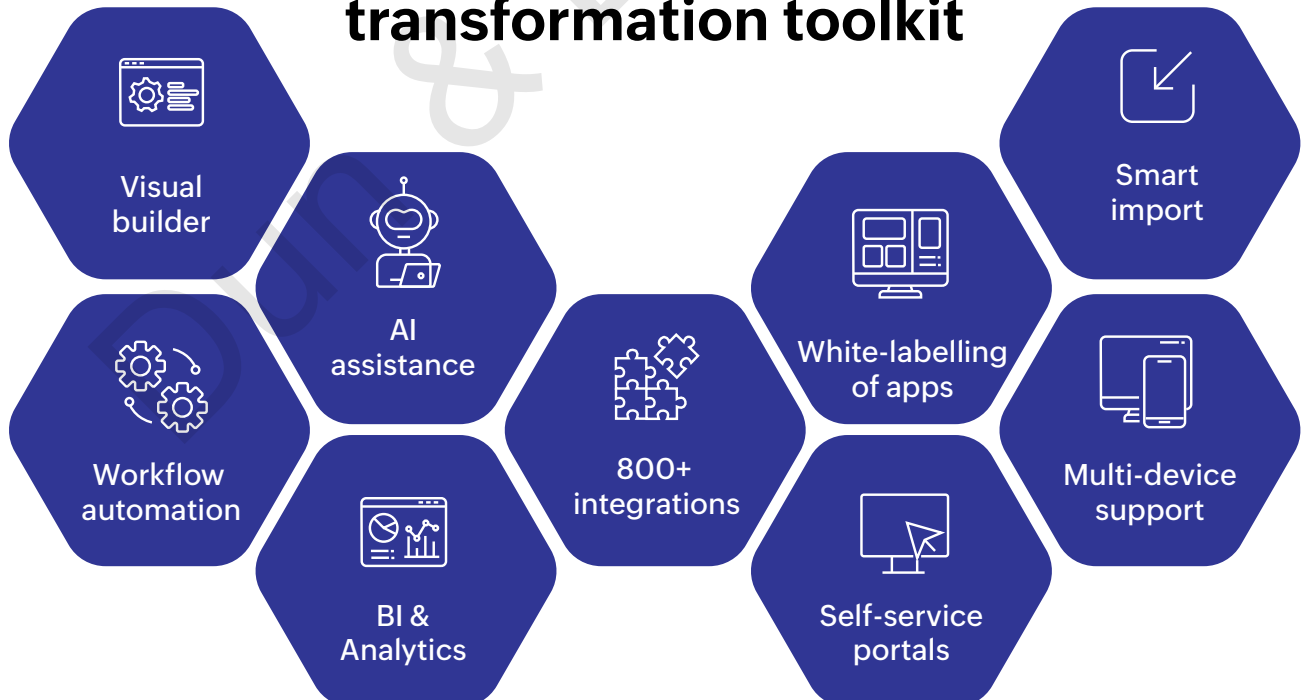 transformation toolkit
Visual
builder
Smart
import
AI
assistance
White-labelling
of apps
Workflow
automation
800+
integrations
Multi-device
support
BI &
Analytics
Self-service
portals
Dun &